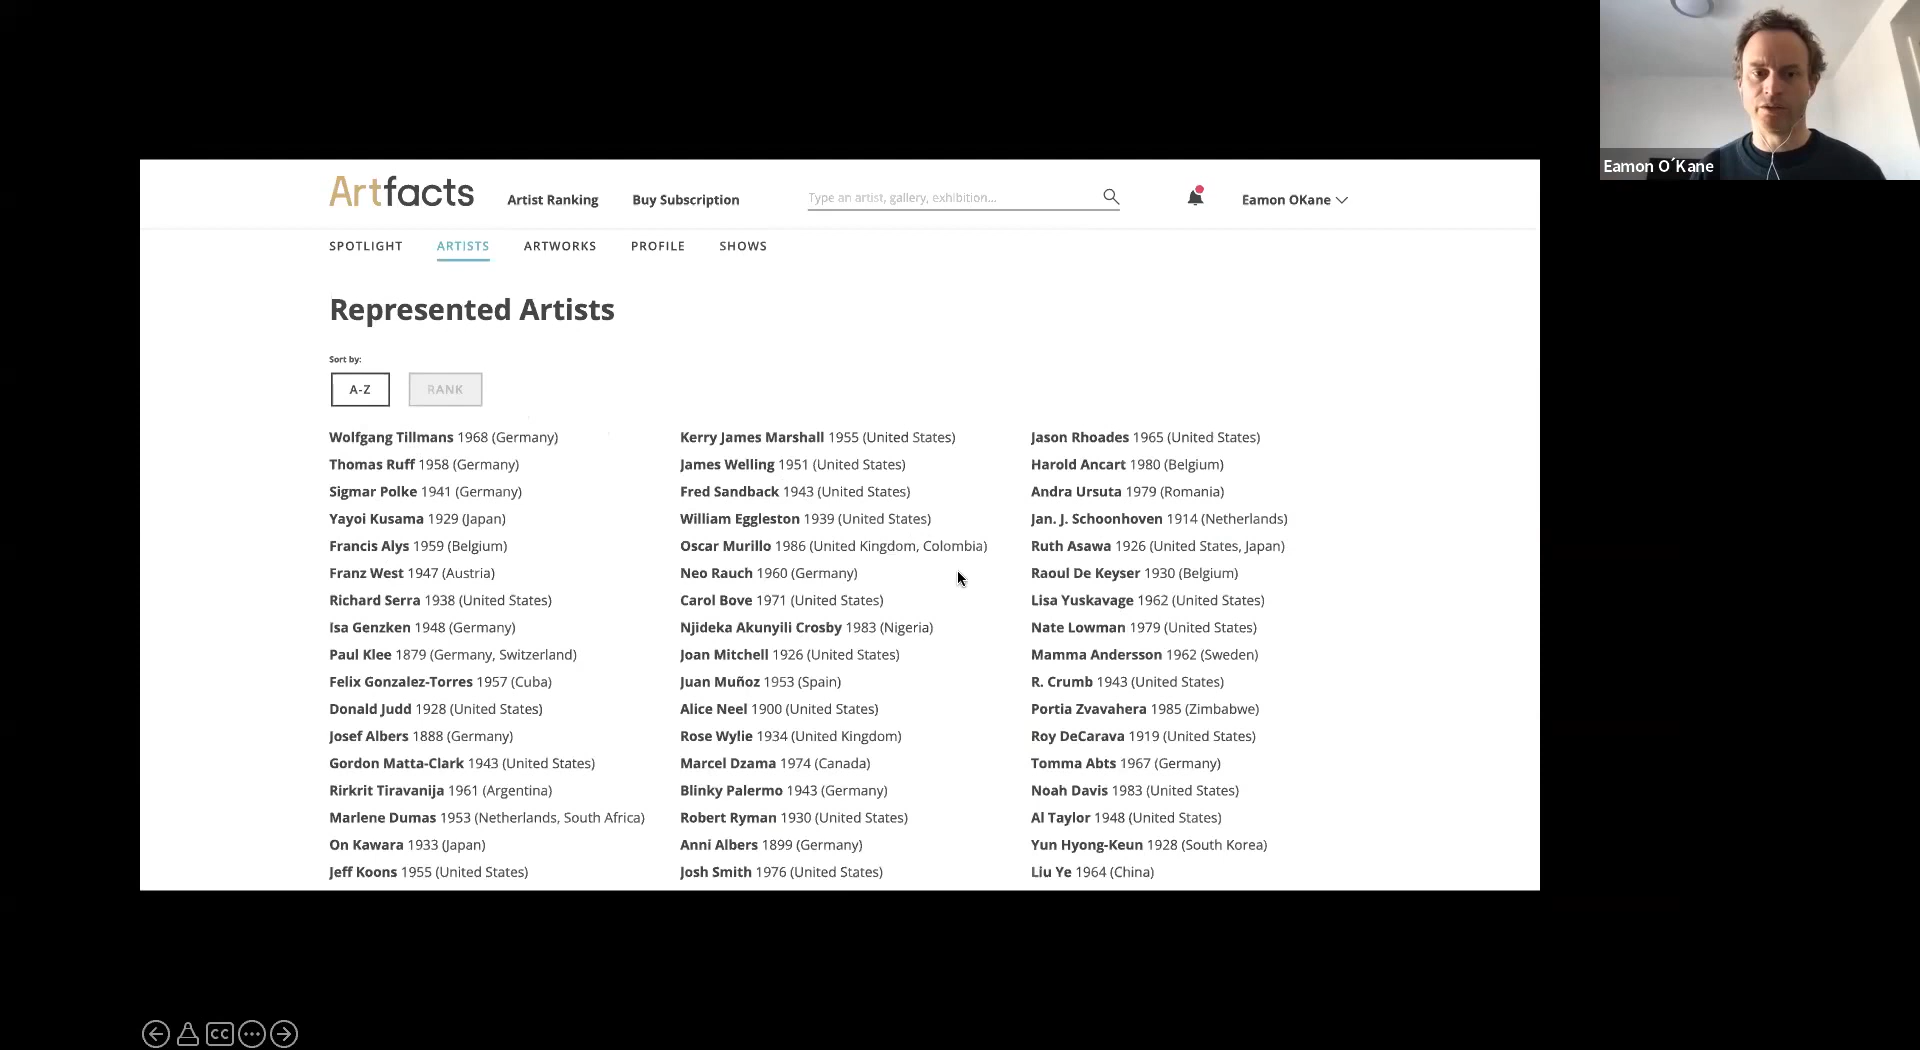 Artfacts
Artist Ranking
Buy Subscription
Type an artist, gallery, exhibition...
Eamon OKane
SPOTLIGHT
ARTISTS
ARTWORKS
PROFILE
SHOWS
Represented Artists
Sort by:
A-Z
RANK
Wolfgang Tillmans 1968 (Germany)
Thomas Ruff 1958 (Germany)
Sigmar Polke 1941 (Germany)
Yayoi Kusama 1929 (Japan)
Francis Alys 1959 (Belgium)
Franz West 1947 (Austria)
Richard Serra 1938 (United States)
Isa Genzken 1948 (Germany)
Paul Klee 1879 (Germany, Switzerland)
Felix Gonzalez-Torres 1957 (Cuba)
Donald Judd 1928 (United States)
Josef Albers 1888 (Germany)
Gordon Matta-Clark 1943 (United States)
Rirkrit Tiravanija 1961 (Argentina)
Marlene Dumas 1953 (Netherlands, South Africa)
On Kawara 1933 (Japan)
Jeff Koons 1955 (United States)
Kerry James Marshall 1955 (United States)
James Welling 1951 (United States)
Fred Sandback 1943 (United States)
William Eggleston 1939 (United States)
Oscar Murillo 1986 (United Kingdom, Colombia)
Neo Rauch 1960 (Germany)
Carol Bove 1971 (United States)
Njideka Akunyili Crosby 1983 (Nigeria)
Joan Mitchell 1926 (United States)
Juan Muñoz 1953 (Spain)
Alice Neel 1900 (United States)
Rose Wylie 1934 (United Kingdom)
Marcel Dzama 1974 (Canada)
Blinky Palermo 1943 (Germany)
Robert Ryman 1930 (United States)
Anni Albers 1899 (Germany)
Josh Smith 1976 (United States)
Jason Rhoades 1965 (United States)
Harold Ancart 1980 (Belgium)
Andra Ursuta 1979 (Romania)
Jan. J. Schoonhoven 1914 (Netherlands)
Ruth Asawa 1926 (United States, Japan)
Raoul De Keyser 1930 (Belgium)
Lisa Yuskavage 1962 (United States)
Nate Lowman 1979 (United States)
Mamma Andersson 1962 (Sweden)
R. Crumb 1943 (United States)
Portia Zvavahera 1985 (Zimbabwe)
Roy DeCarava 1919 (United States)
Tomma Abts 1967 (Germany)
Noah Davis 1983 (United States)
Al Taylor 1948 (United States)
Yun Hyong-Keun 1928 (South Korea)
Liu Ye 1964 (China)
Eamon O´Kane
CC